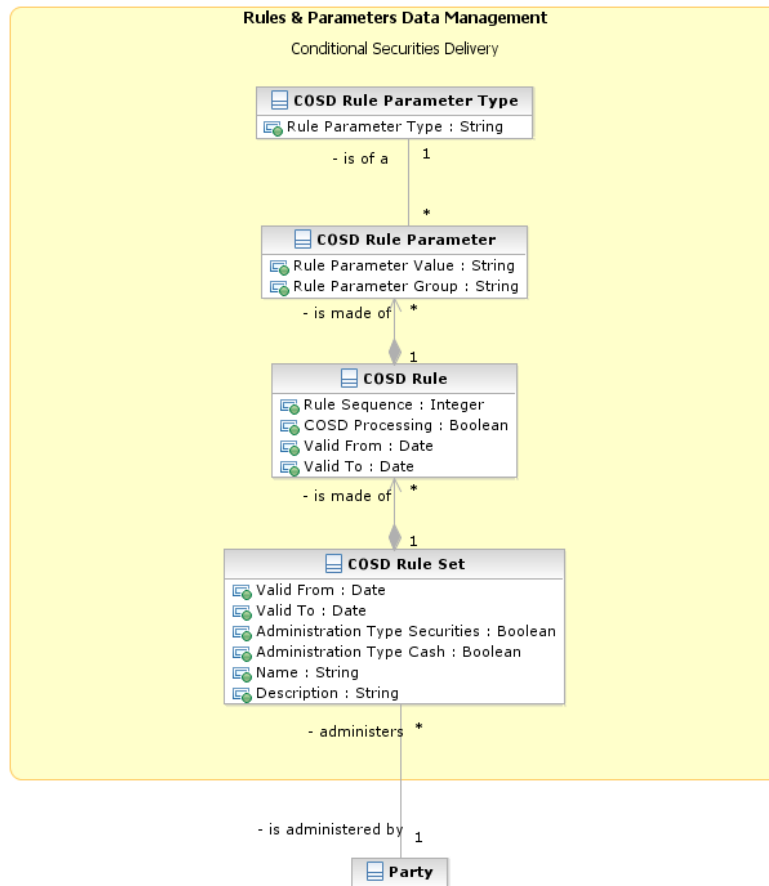 Rules & Parameters Data Management
Conditional Securities Delivery
COSD Rule Parameter Type
Rule Parameter Type : String
- is of a
1
*
COSD Rule Parameter
Rule Parameter Value : String
Rule Parameter Group : String
- is made of
*
1
COSD Rule
Rule Sequence : Integer
COSD Processing : Boolean
Valid From : Date
Valid To : Date
- is made of
*
1
COSD Rule Set
Valid From : Date
Valid To : Date
Administration Type Securities : Boolean
Administration Type Cash : Boolean
Name : String
Description : String
- administers
*
- is administered by
1
Party